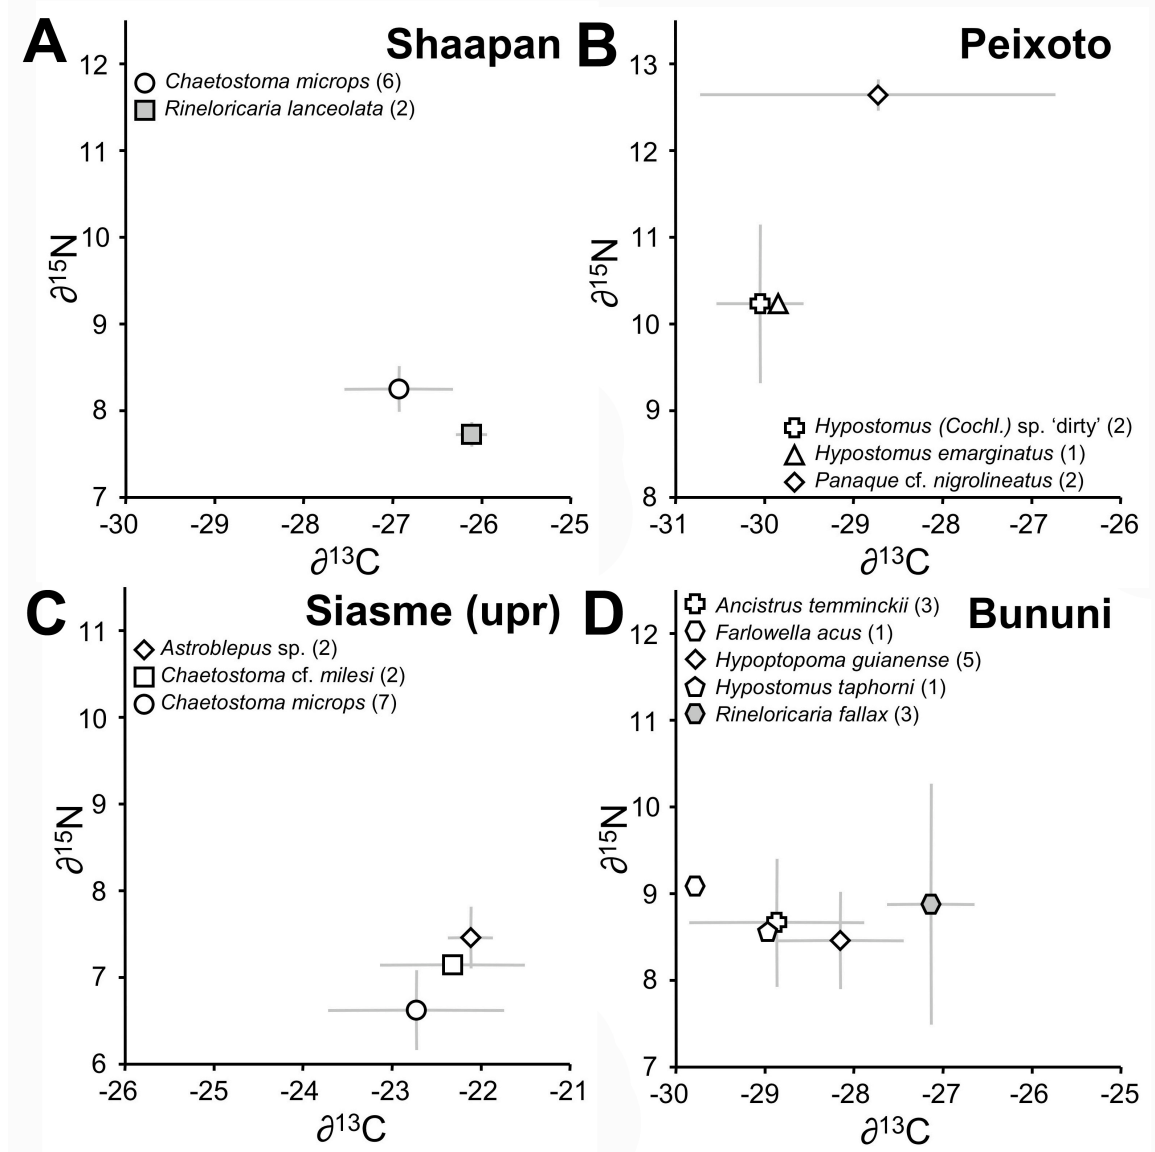 A
Shaapan
Chaetostoma microps (6)
Rineloricaria lanceolata (2)
12
11
10
9
8
7
∂15N
-30
-29
-28
-27
-26
-25
∂13C
B
Peixoto
13
12
11
10
9
8
∂15N
Hypostomus (Cochl.) sp. ‘dirty’ (2)
Hypostomus emarginatus (1)
Panaque cf. nigrolineatus (2)
-31
-30
-29
-28
-27
-26
∂13C
C
Siasme (upr)
Astroblepus sp. (2)
Chaetostoma cf. milesi (2)
Chaetostoma microps (7)
11
10
9
8
7
6
∂15N
-26
-25
-24
-23
-22
-21
∂13C
D
Bununi
Ancistrus temminckii (3)
Farlowella acus (1)
Hypoptopoma guianense (5)
Hypostomus taphorni (1)
Rineloricaria fallax (3)
12
11
10
9
8
7
∂15N
-30
-29
-28
-27
-26
-25
∂13C